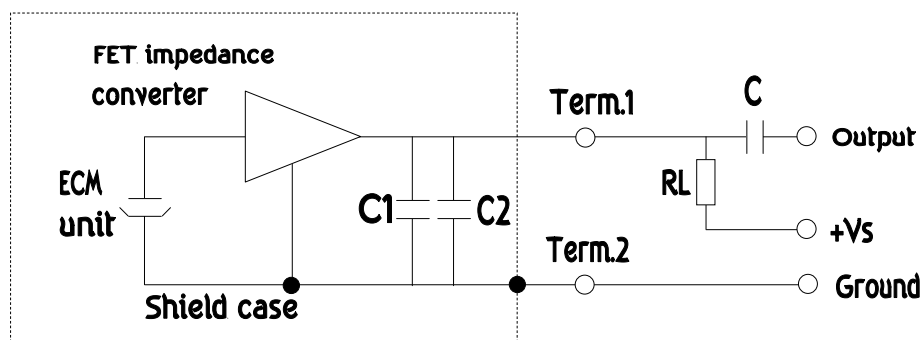 FET impedance
converter
Term.1
C
Output
ECM
unit
C1
C2
RL
+Vs
Term.2
Ground
Shield case